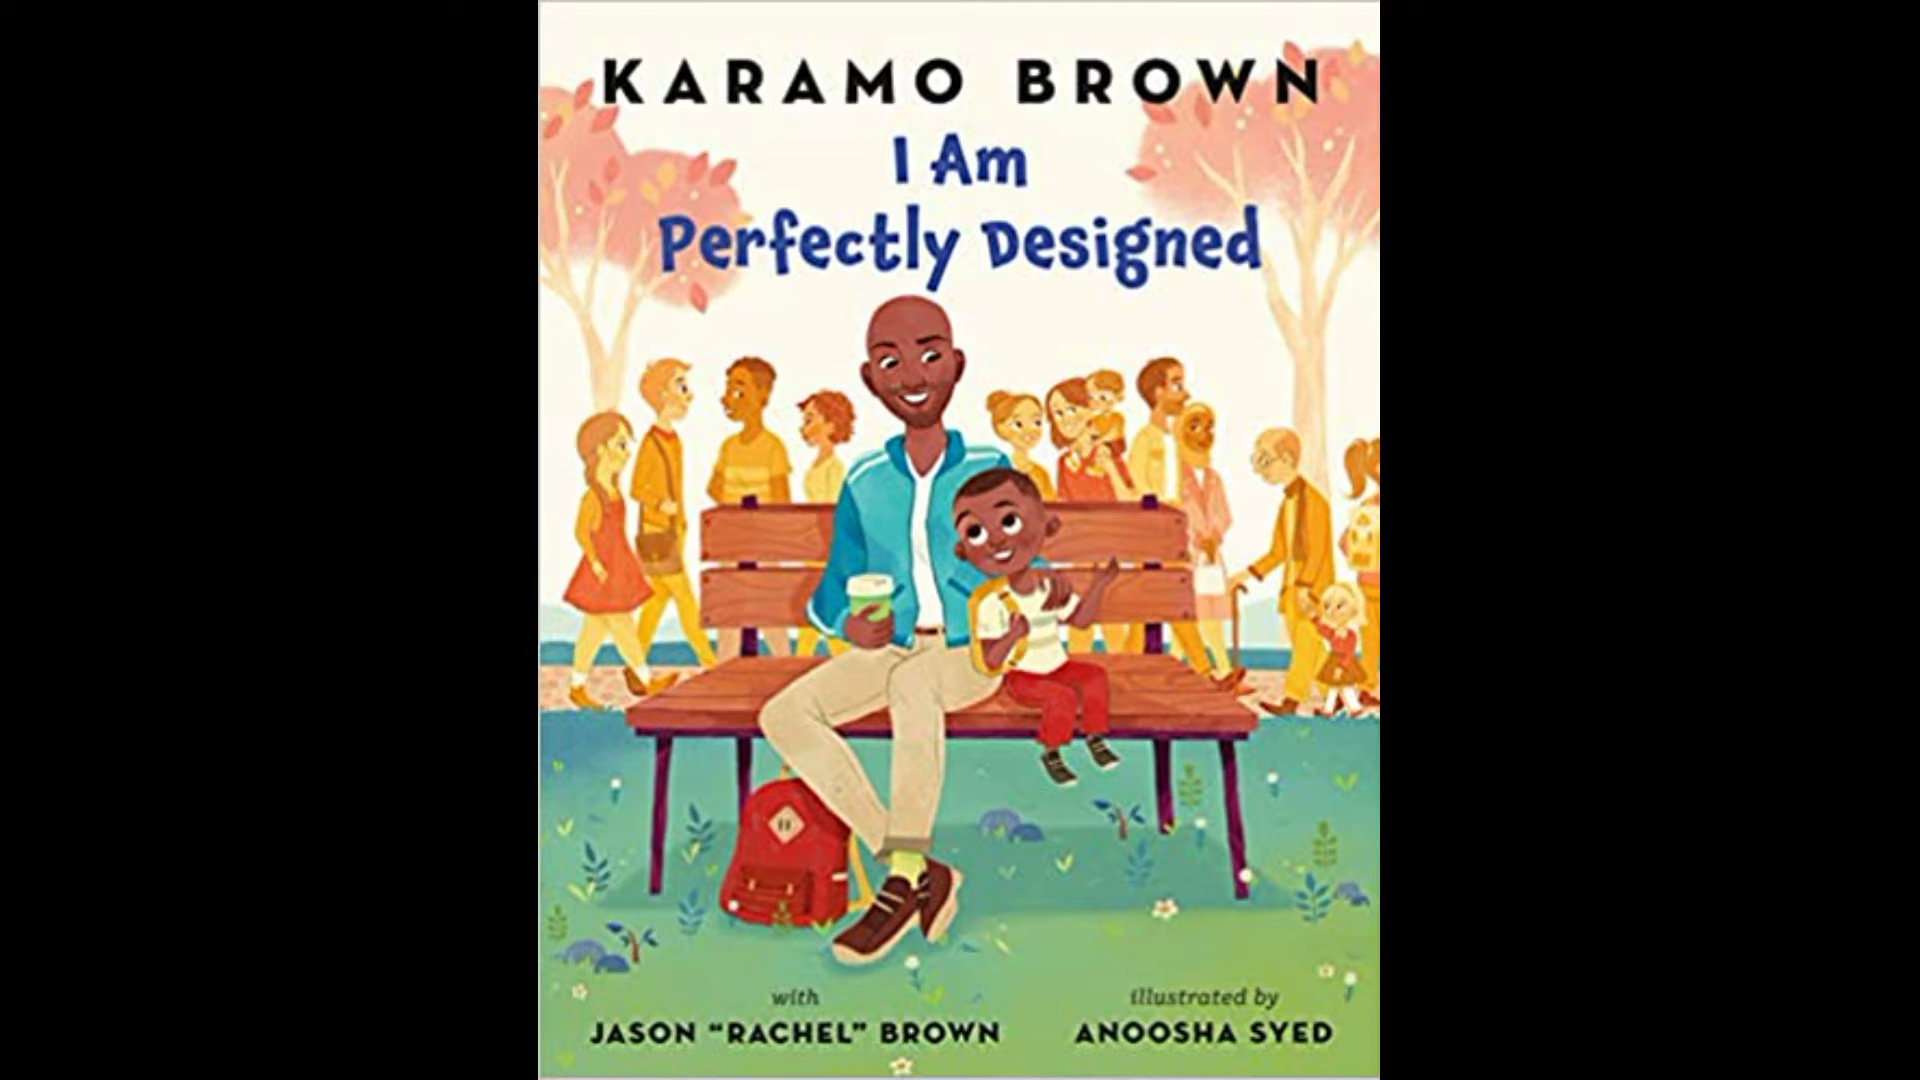 KARAMO BROWN
I Am
Perfectly Designed
with
JASON “RACHEL” BROWN
illustrated by
ANOOSHA SYED